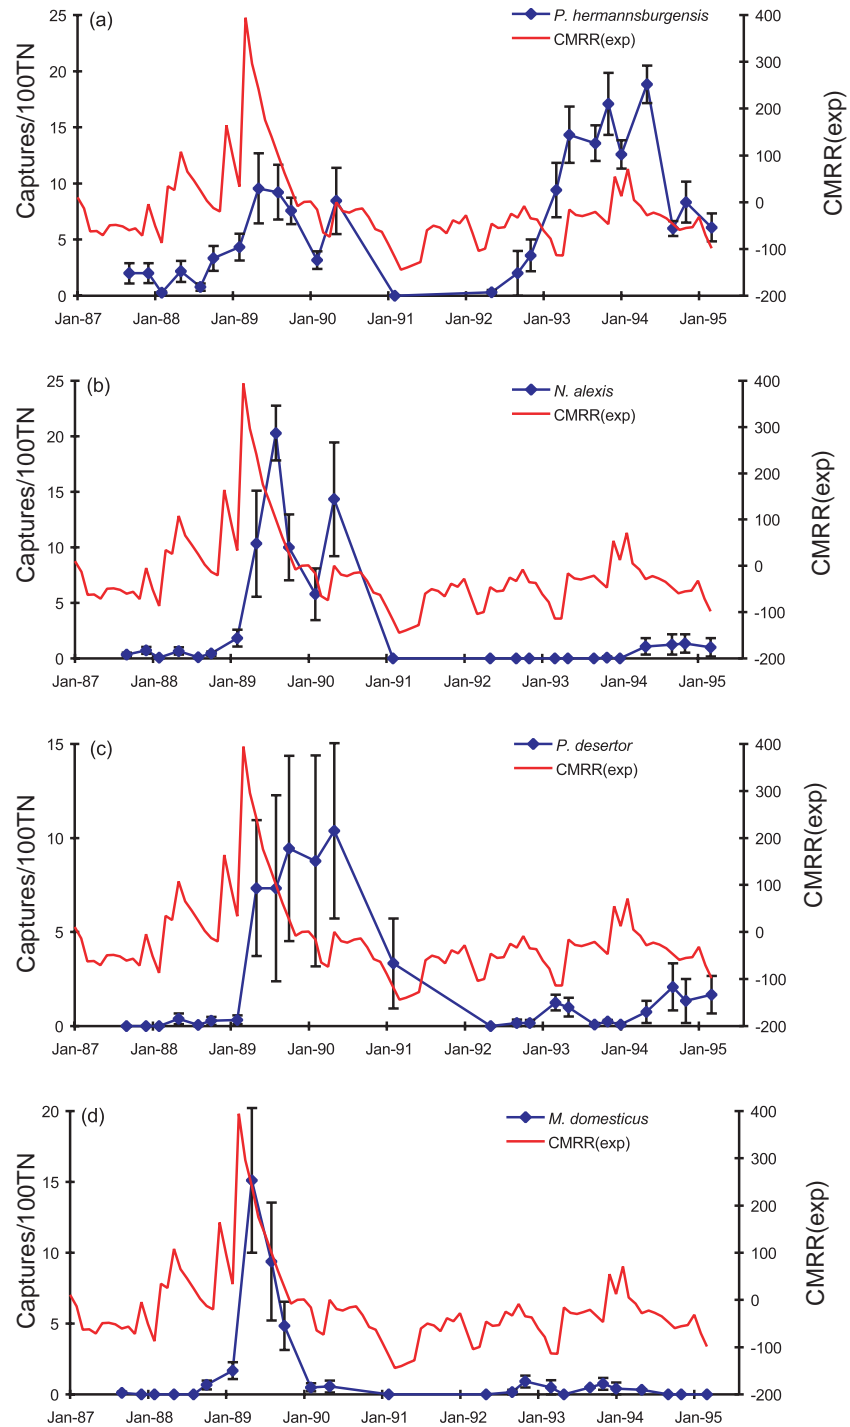 (a)
P. hermannsburgensis
CMRR(exp)
Captures/100TN
CMRR(exp)
25
20
15
10
5
0
400
300
200
100
0
-100
-200
Jan-87 Jan-88 Jan-89 Jan-90 Jan-91 Jan-92 Jan-93 Jan-94 Jan-95
(b)
N. alexis
CMRR(exp)
Captures/100TN
CMRR(exp)
25
20
15
10
5
0
400
300
200
100
0
-100
-200
Jan-87 Jan-88 Jan-89 Jan-90 Jan-91 Jan-92 Jan-93 Jan-94 Jan-95
(c)
P. desertor
CMRR(exp)
Captures/100TN
CMRR(exp)
15
10
5
0
400
300
200
100
0
-100
-200
Jan-87 Jan-88 Jan-89 Jan-90 Jan-91 Jan-92 Jan-93 Jan-94 Jan-95
(d)
M. domesticus
CMRR(exp)
Captures/100TN
CMRR(exp)
20
15
10
5
0
400
300
200
100
0
-100
-200
Jan-87 Jan-88 Jan-89 Jan-90 Jan-91 Jan-92 Jan-93 Jan-94 Jan-95